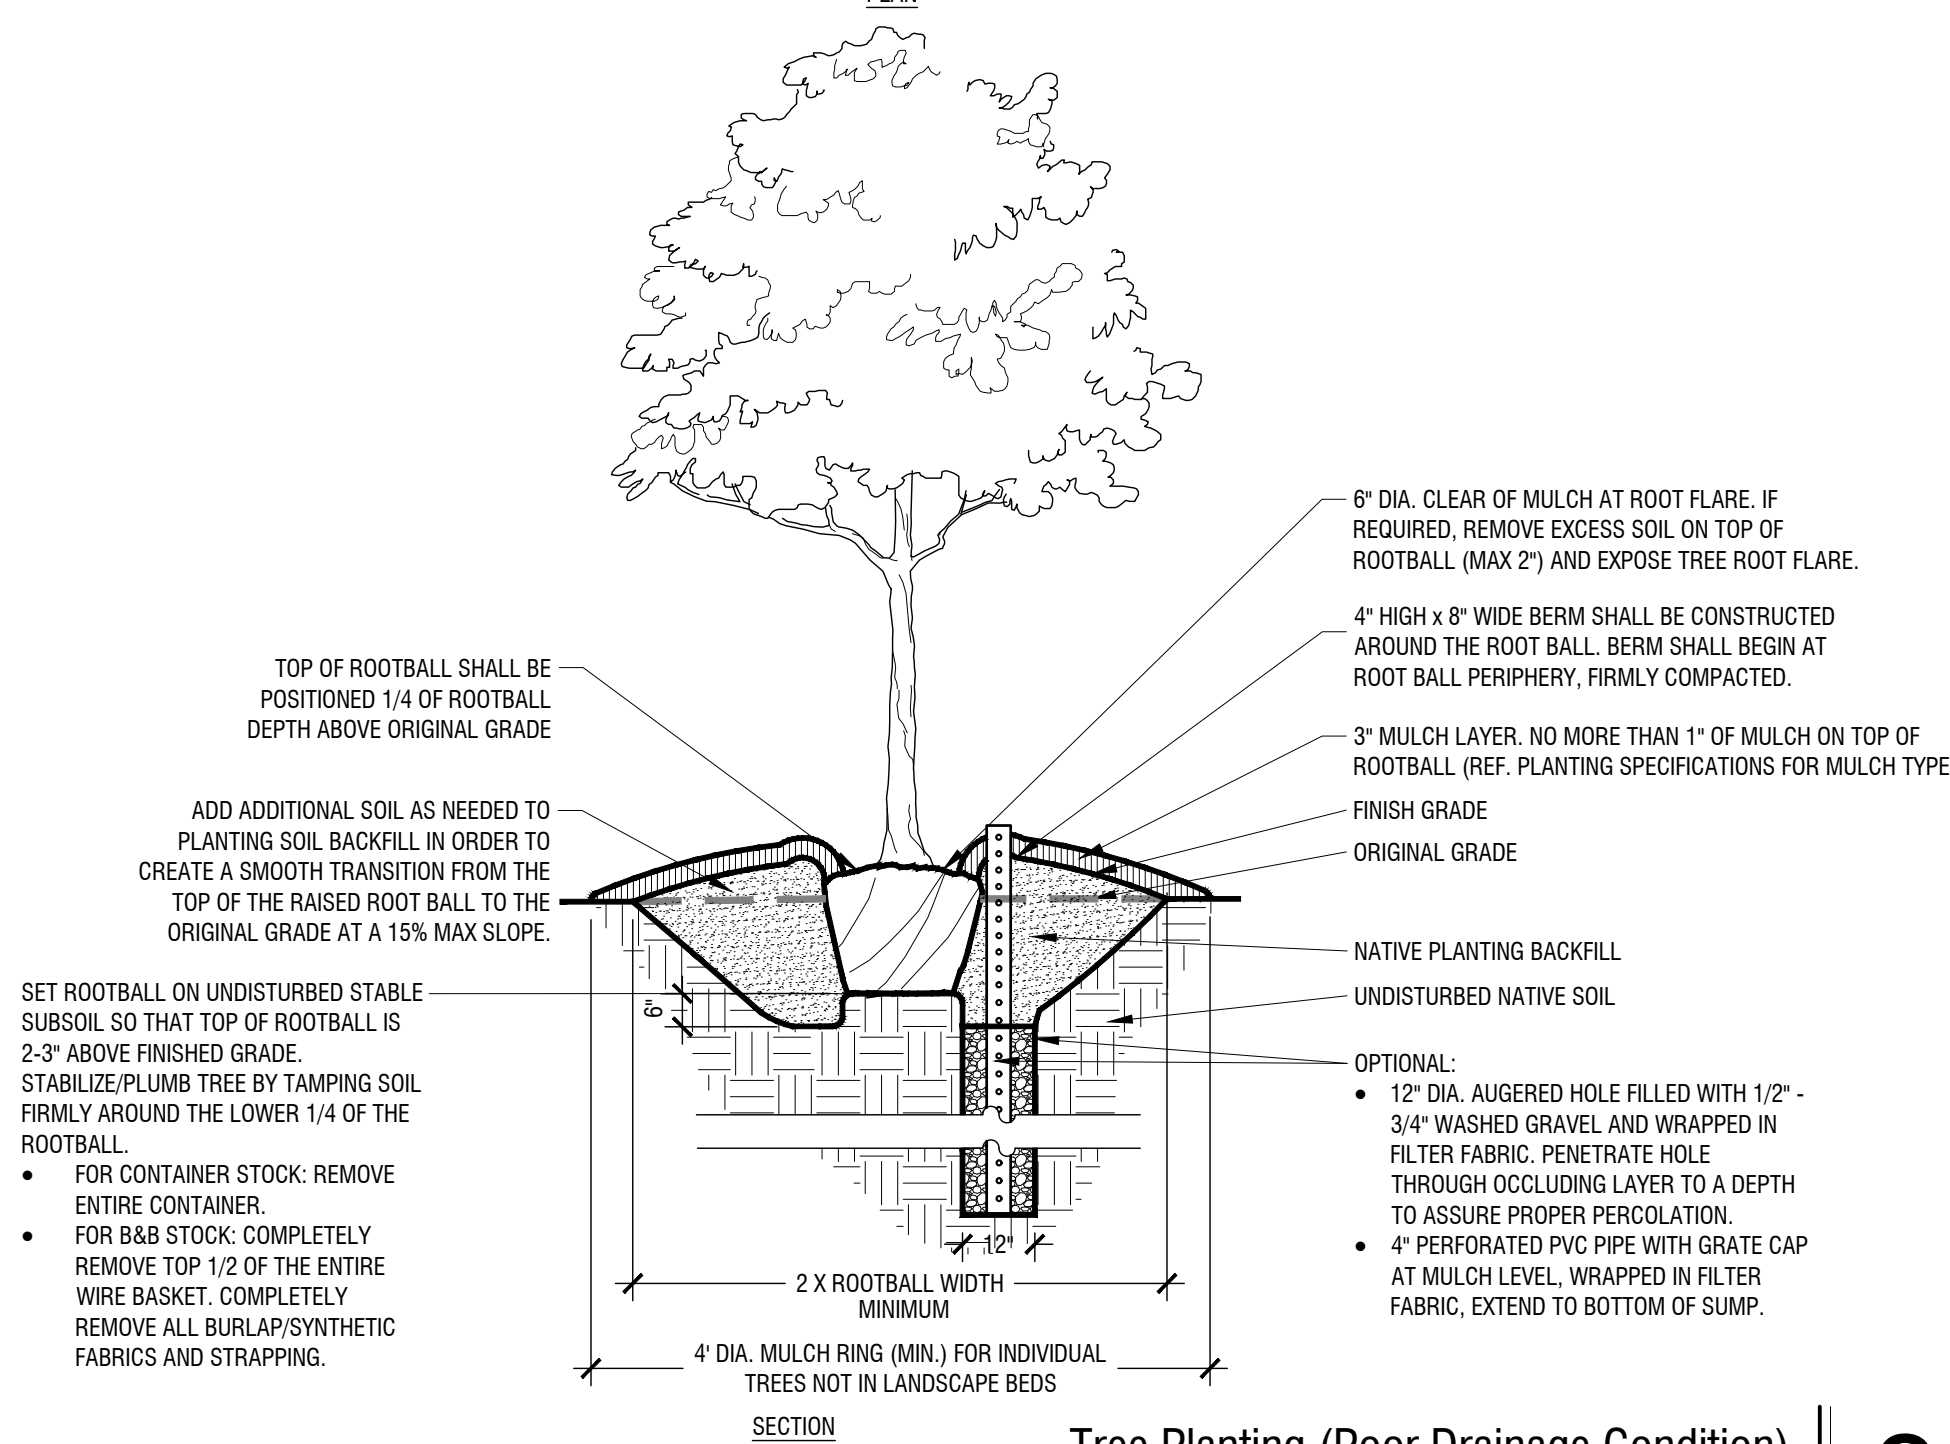 PLAN
6" DIA. CLEAR OF MULCH AT ROOT FLARE. IF
REQUIRED, REMOVE EXCESS SOIL ON TOP OF
ROOTBALL (MAX 2") AND EXPOSE TREE ROOT FLARE.
4" HIGH x 8" WIDE BERM SHALL BE CONSTRUCTED
AROUND THE ROOT BALL. BERM SHALL BEGIN AT
ROOT BALL PERIPHERY, FIRMLY COMPACTED.
3" MULCH LAYER. NO MORE THAN 1" OF MULCH ON TOP OF
ROOTBALL (REF. PLANTING SPECIFICATIONS FOR MULCH TYPE
FINISH GRADE
ORIGINAL GRADE
NATIVE PLANTING BACKFILL
UNDISTURBED NATIVE SOIL
OPTIONAL:
• 12" DIA. AUGERED HOLE FILLED WITH 1/2" -
3/4" WASHED GRAVEL AND WRAPPED IN
FILTER FABRIC. PENETRATE HOLE
THROUGH OCCLUDING LAYER TO A DEPTH
TO ASSURE PROPER PERCOLATION.
• 4" PERFORATED PVC PIPE WITH GRATE CAP
AT MULCH LEVEL, WRAPPED IN FILTER
FABRIC, EXTEND TO BOTTOM OF SUMP.
TOP OF ROOTBALL SHALL BE
POSITIONED 1/4 OF ROOTBALL
DEPTH ABOVE ORIGINAL GRADE
ADD ADDITIONAL SOIL AS NEEDED TO
PLANTING SOIL BACKFILL IN ORDER TO
CREATE A SMOOTH TRANSITION FROM THE
TOP OF THE RAISED ROOT BALL TO THE
ORIGINAL GRADE AT A 15% MAX SLOPE.
SET ROOTBALL ON UNDISTURBED STABLE
SUBSOIL SO THAT TOP OF ROOTBALL IS
2-3" ABOVE FINISHED GRADE.
STABILIZE/PLUMB TREE BY TAMPING SOIL
FIRMLY AROUND THE LOWER 1/4 OF THE
ROOTBALL.
• FOR CONTAINER STOCK: REMOVE
ENTIRE CONTAINER.
• FOR B&B STOCK: COMPLETELY
REMOVE TOP 1/2 OF THE ENTIRE
WIRE BASKET. COMPLETELY
REMOVE ALL BURLAP/SYNTHETIC
FABRICS AND STRAPPING.
6"
12"
2 X ROOTBALL WIDTH
MINIMUM
4' DIA. MULCH RING (MIN.) FOR INDIVIDUAL
TREES NOT IN LANDSCAPE BEDS
SECTION
Tree Planting (Poor Drainage Condition)